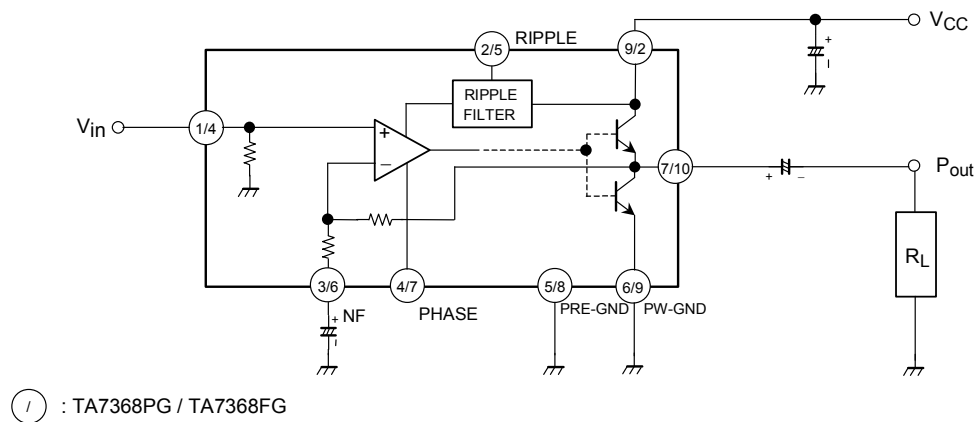 VCC
RIPPLE
2/5
9/2
+
−
RIPPLE
FILTER
Vin
1/4
+
−
7/10
+ −
Pout
RL
3/6
4/7
5/8
6/9
+ NF
−
PHASE
PRE-GND
PW-GND
/ : TA7368PG / TA7368FG